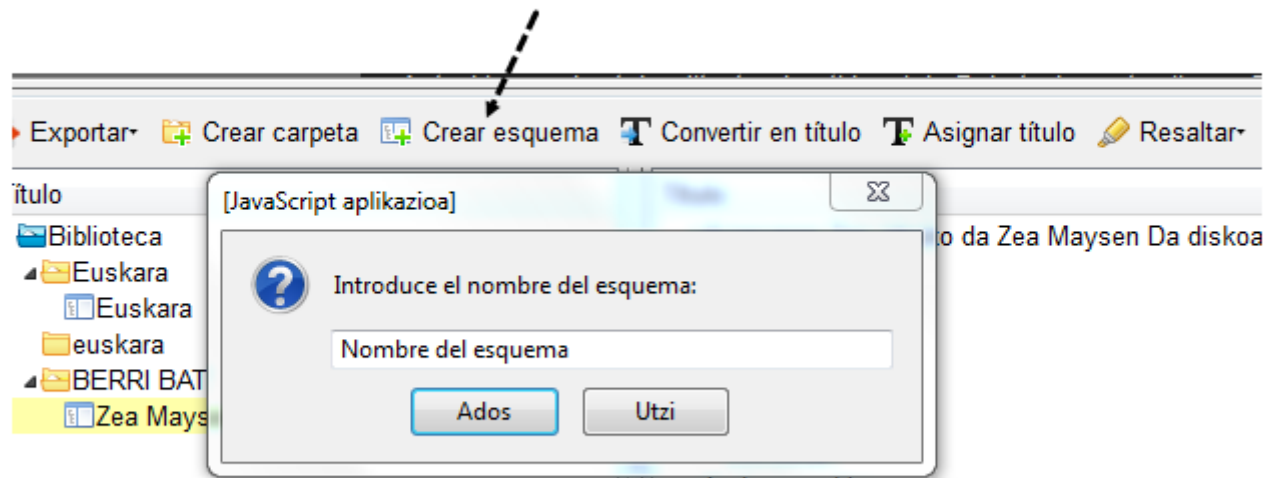 Exportar Crear carpeta Crear esquema Convertir en título Asignar título Resaltar
ítulo
[JavaScript aplikazioa]
Título
Biblioteca
to da Zea Maysen Da diskoa
Euskara
Introduce el nombre del esquema:
Euskara
euskara
Nombre del esquema
BERRI BAT
Zea Mays
Ados Utzi